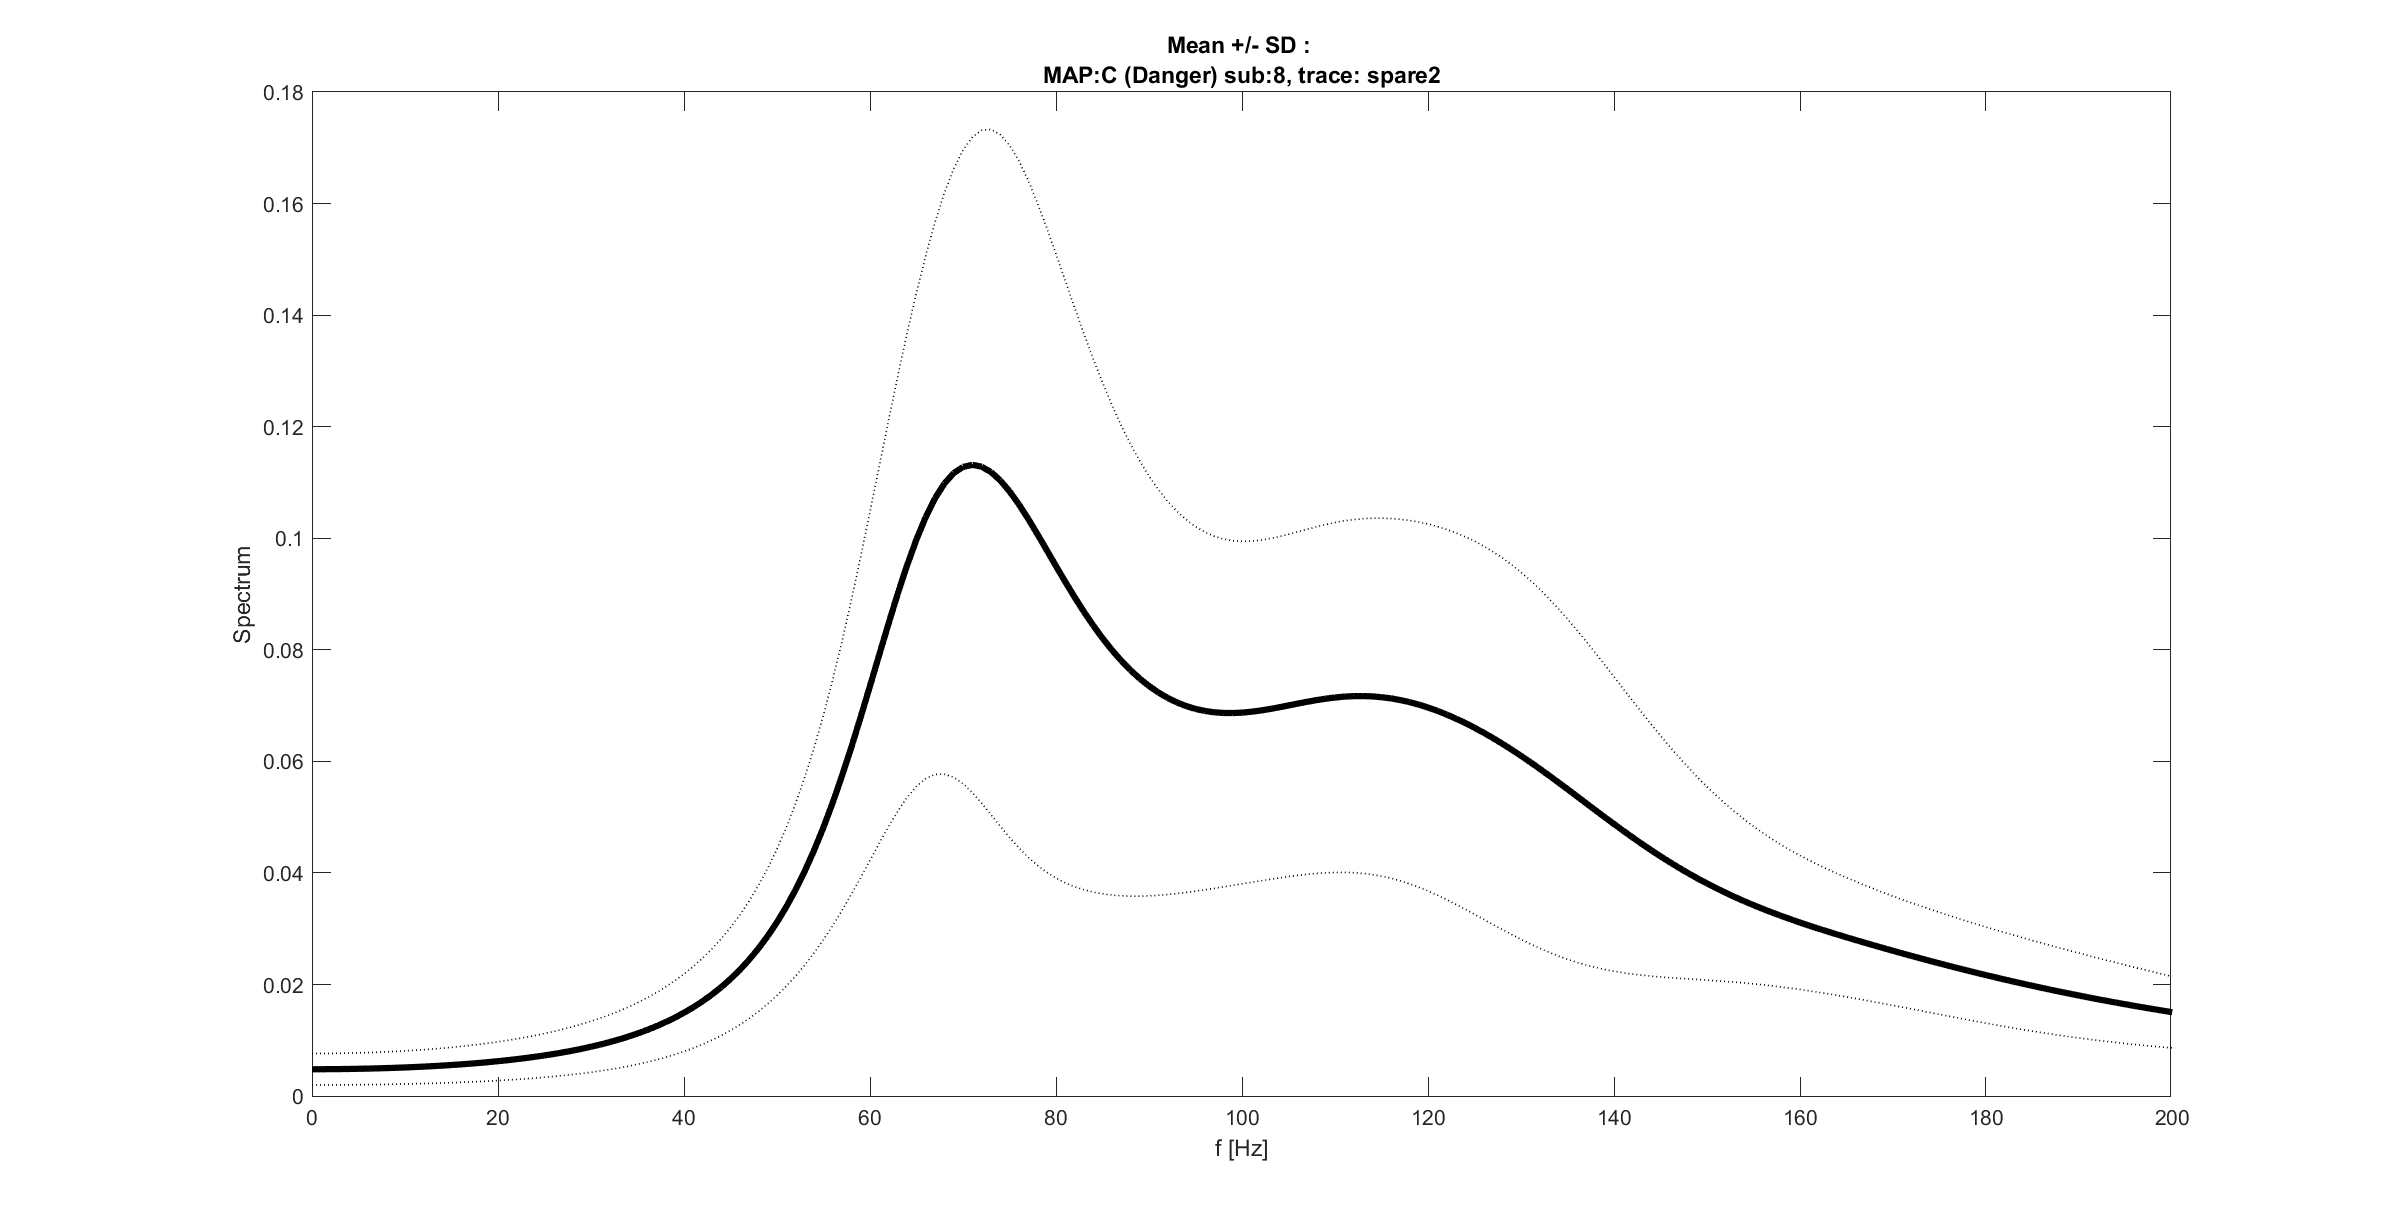 Mean +/- SD :
MAP:C (Danger) sub:8, trace: spare2
0.18
0.16
0.14
0.12
0.1
0.08
0.06
0.04
0.02
0
Spectrum
0 20 40 60 80 100 120 140 160 180 200
f [Hz]